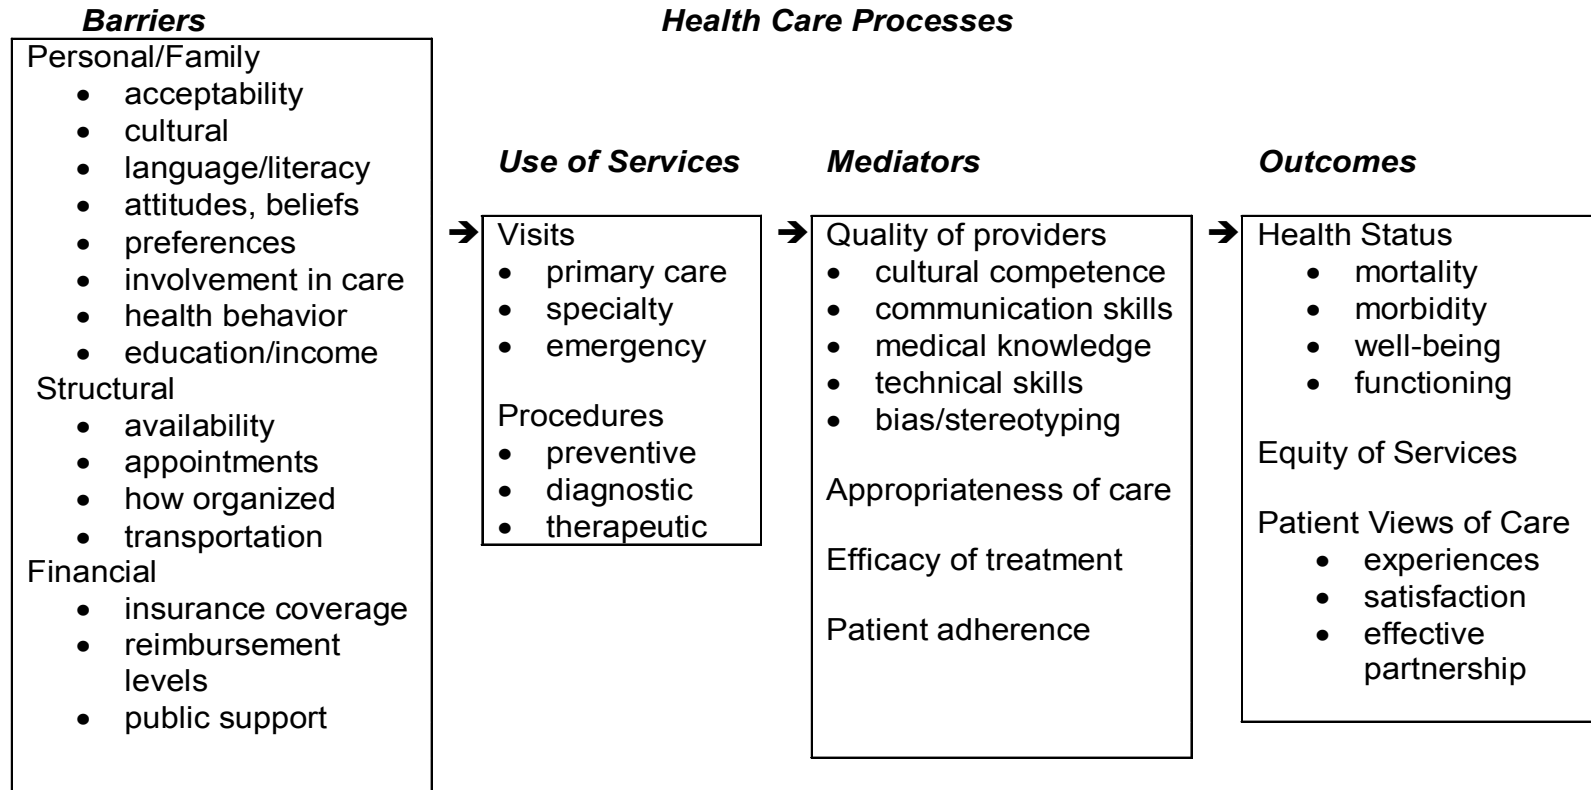 Barriers
Health Care Processes
Personal/Family
• acceptability
• cultural
• language/literacy
• attitudes, beliefs
• preferences
• involvement in care
• health behavior
• education/income
Structural
• availability
• appointments
• how organized
• transportation
Financial
• insurance coverage
• reimbursement
levels
• public support
Use of Services
➔ Visits
• primary care
• specialty
• emergency
Procedures
• preventive
• diagnostic
• therapeutic
Mediators
➔ Quality of providers
• cultural competence
• communication skills
• medical knowledge
• technical skills
• bias/stereotyping
Appropriateness of care
Efficacy of treatment
Patient adherence
Outcomes
➔ Health Status
• mortality
• morbidity
• well-being
• functioning
Equity of Services
Patient Views of Care
• experiences
• satisfaction
• effective
partnership